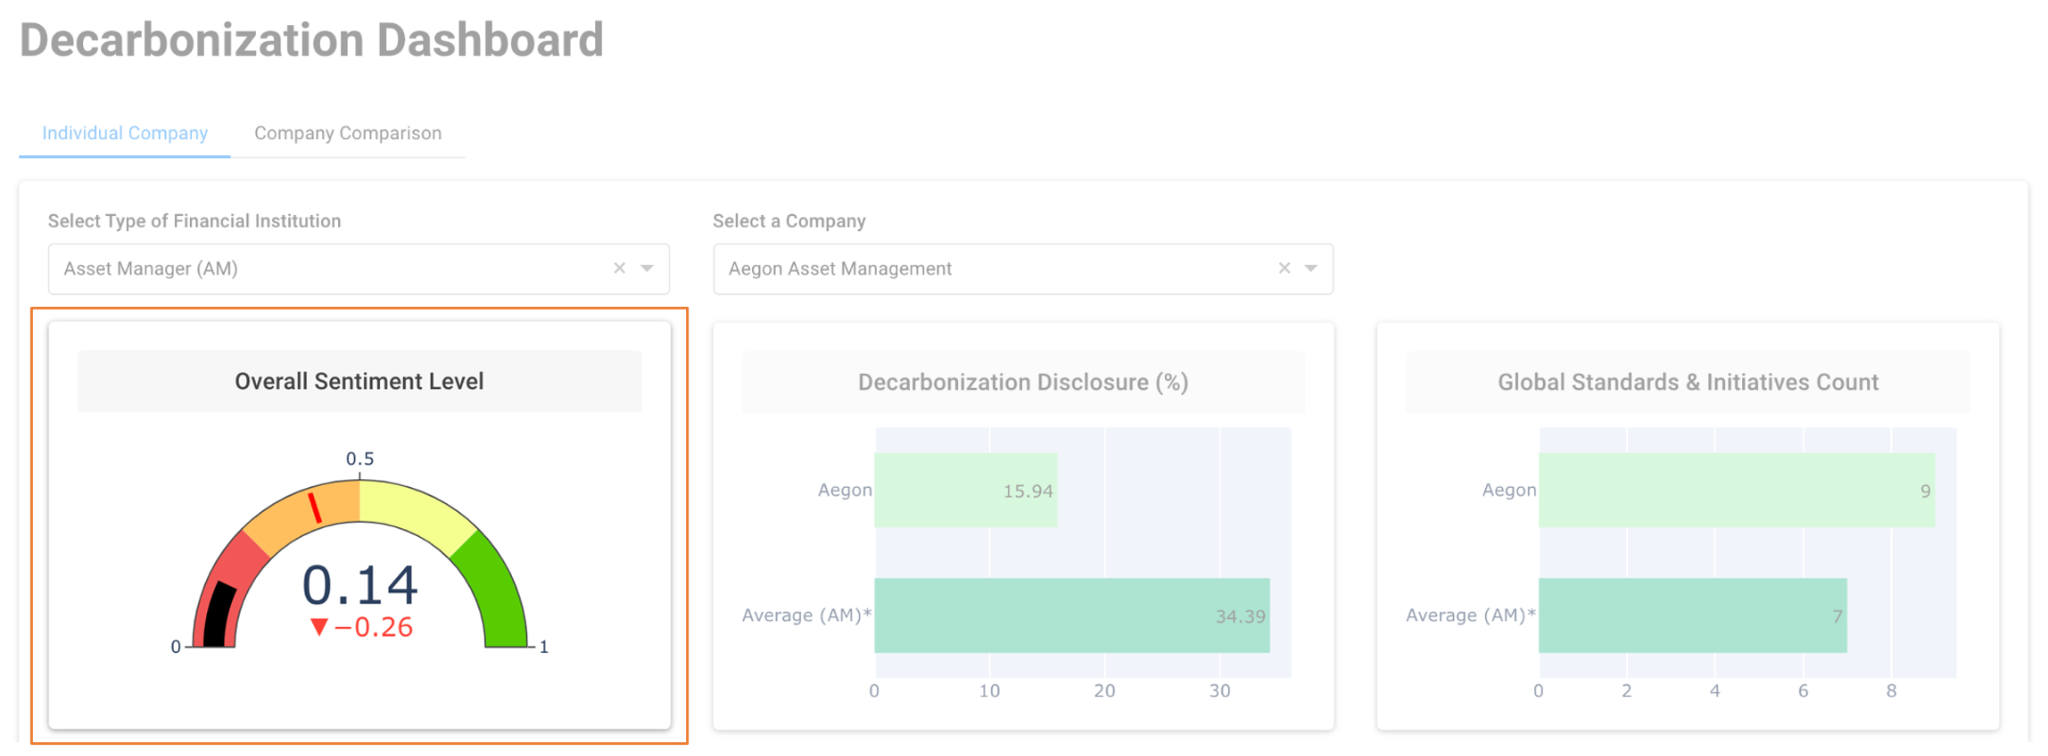 Decarbonization Dashboard
Individual Company
Company Comparison
Select Type of Financial Institution
Asset Manager (AM)
Select a Company
Aegon Asset Management
Overall Sentiment Level
0.5
0.14
▼−0.26
0
1
Decarbonization Disclosure (%)
Aegon
15.94
Average (AM)*
34.39
0 10 20 30
Global Standards & Initiatives Count
Aegon
9
Average (AM)*
7
0 2 4 6 8